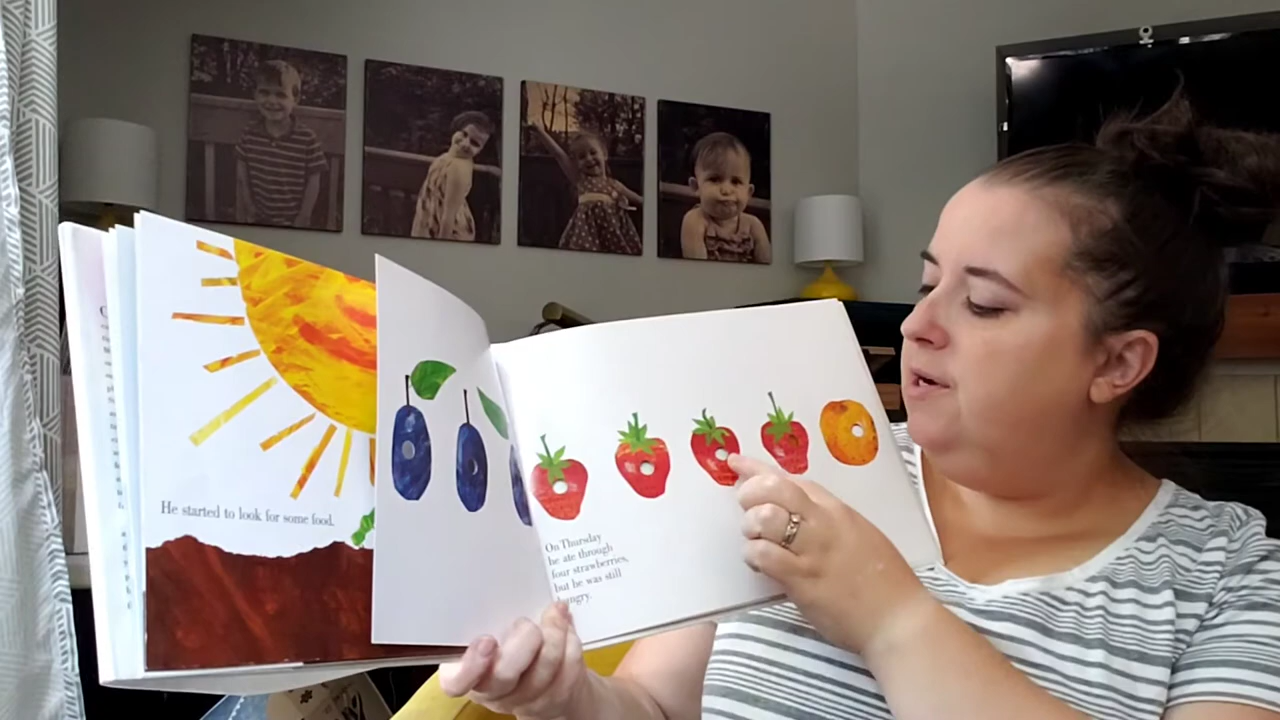 He started to look for some food.
On Thursday
he ate through
four strawberries,
but he was still
hungry.